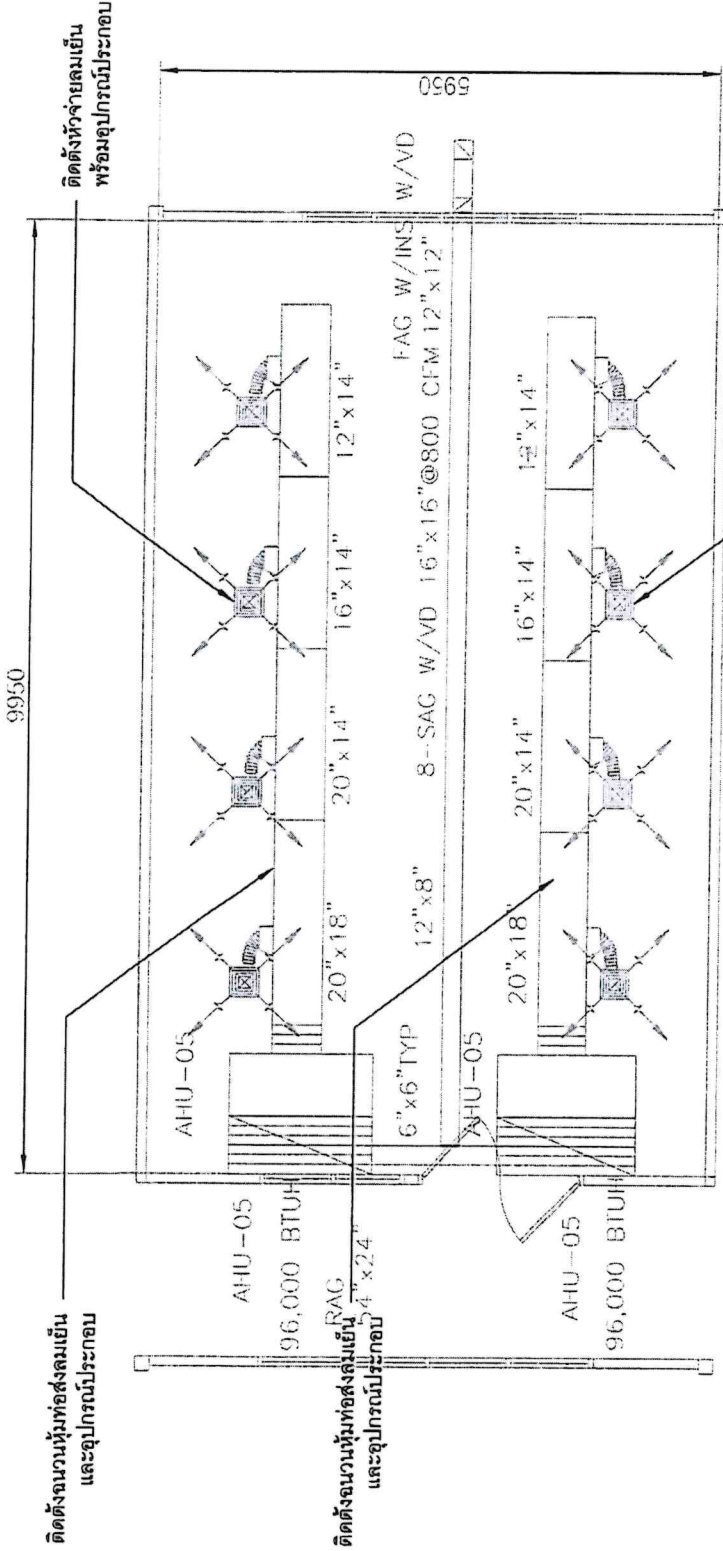 ติดตั้งหัวจ่ายลมเย็น
พร้อมอุปกรณ์ประกอบ
9950
5950
ติดตั้งฉนวนหุ้มท่อส่งลมเย็น
และอุปกรณ์ประกอบ
AHU-05
20"x18"
20"x14"
16"x14"
12"x14"
AHU-05
96,000 BTUH
RAG
54"x24"
6"x6"TYP
12"x8"
8-SAG W/VD 16"x16"@800 CFM
FAG W/INS W/VD
12"x12"
ติดตั้งฉนวนหุ้มท่อส่งลมเย็น
และอุปกรณ์ประกอบ
AHU-05
20"x18"
20"x14"
16"x14"
12"x14"
AHU-05
96,000 BTUH